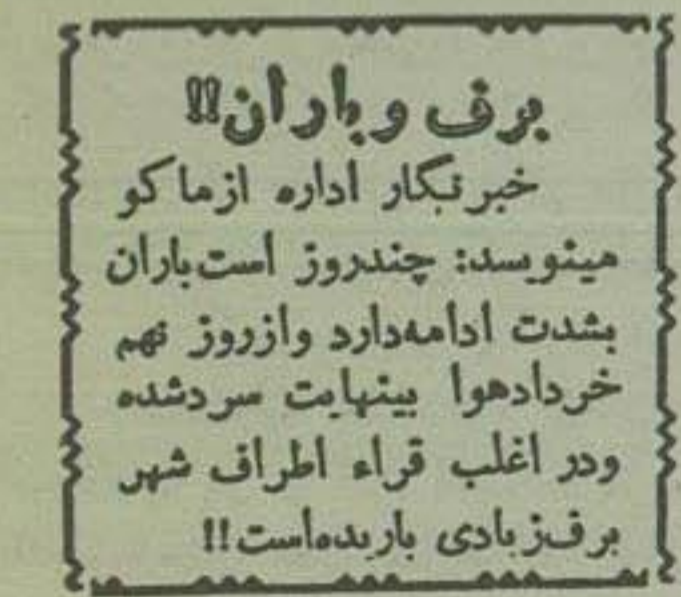 برف و باران!!
خبرنگار اداره ازماکو
مینویسد: چندروز است باران
بشدت ادامه دارد وازروز نهم
خردادهوا بینهایت سردشده
ودر اغلب قراء اطراف شهر
برف زیادی باریده است!!